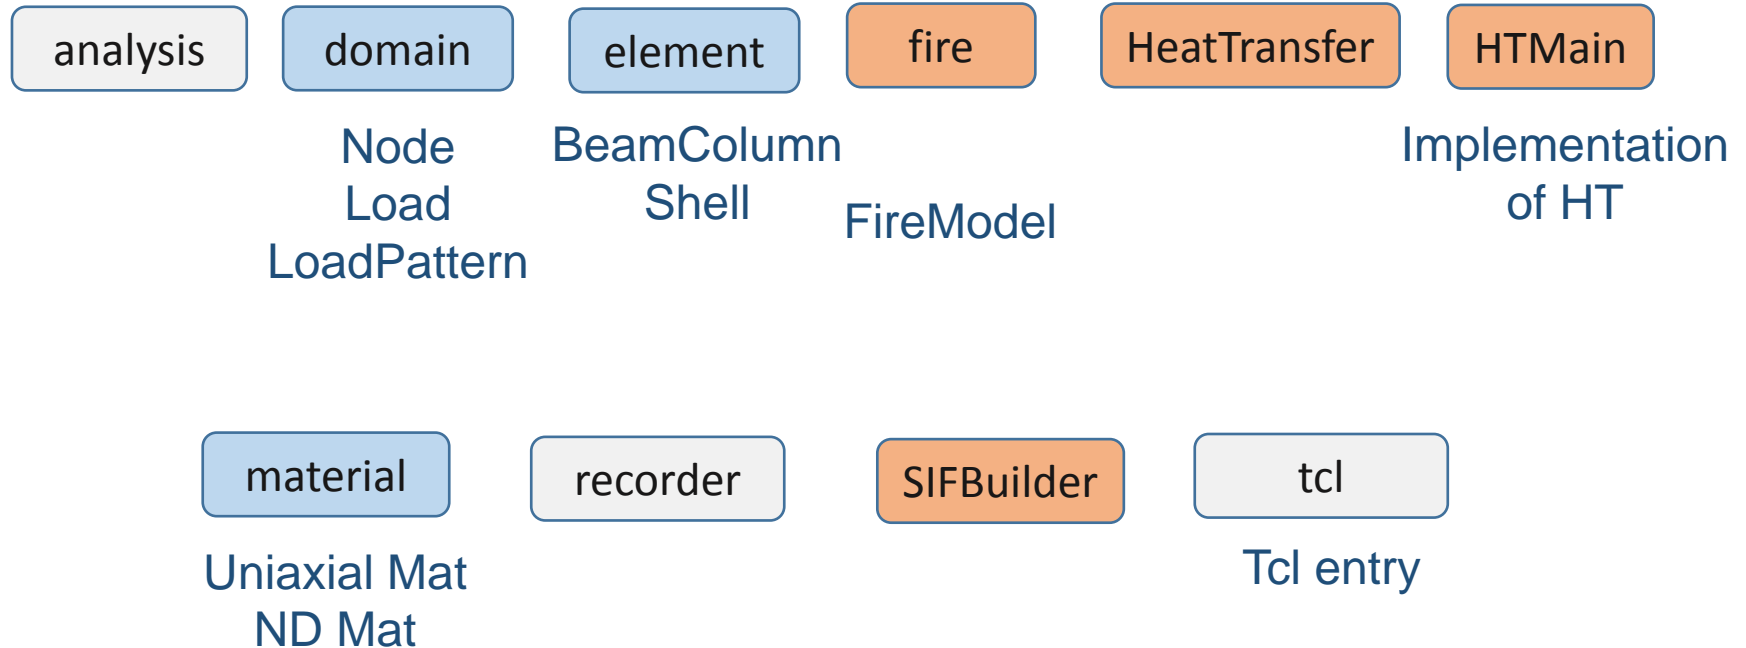 analysis
domain
element
fire
HeatTransfer
HTMain
Node
Load
LoadPattern
BeamColumn
Shell
FireModel
Implementation
of HT
material
recorder
SIFBuilder
tcl
Uniaxial Mat
ND Mat
Tcl entry